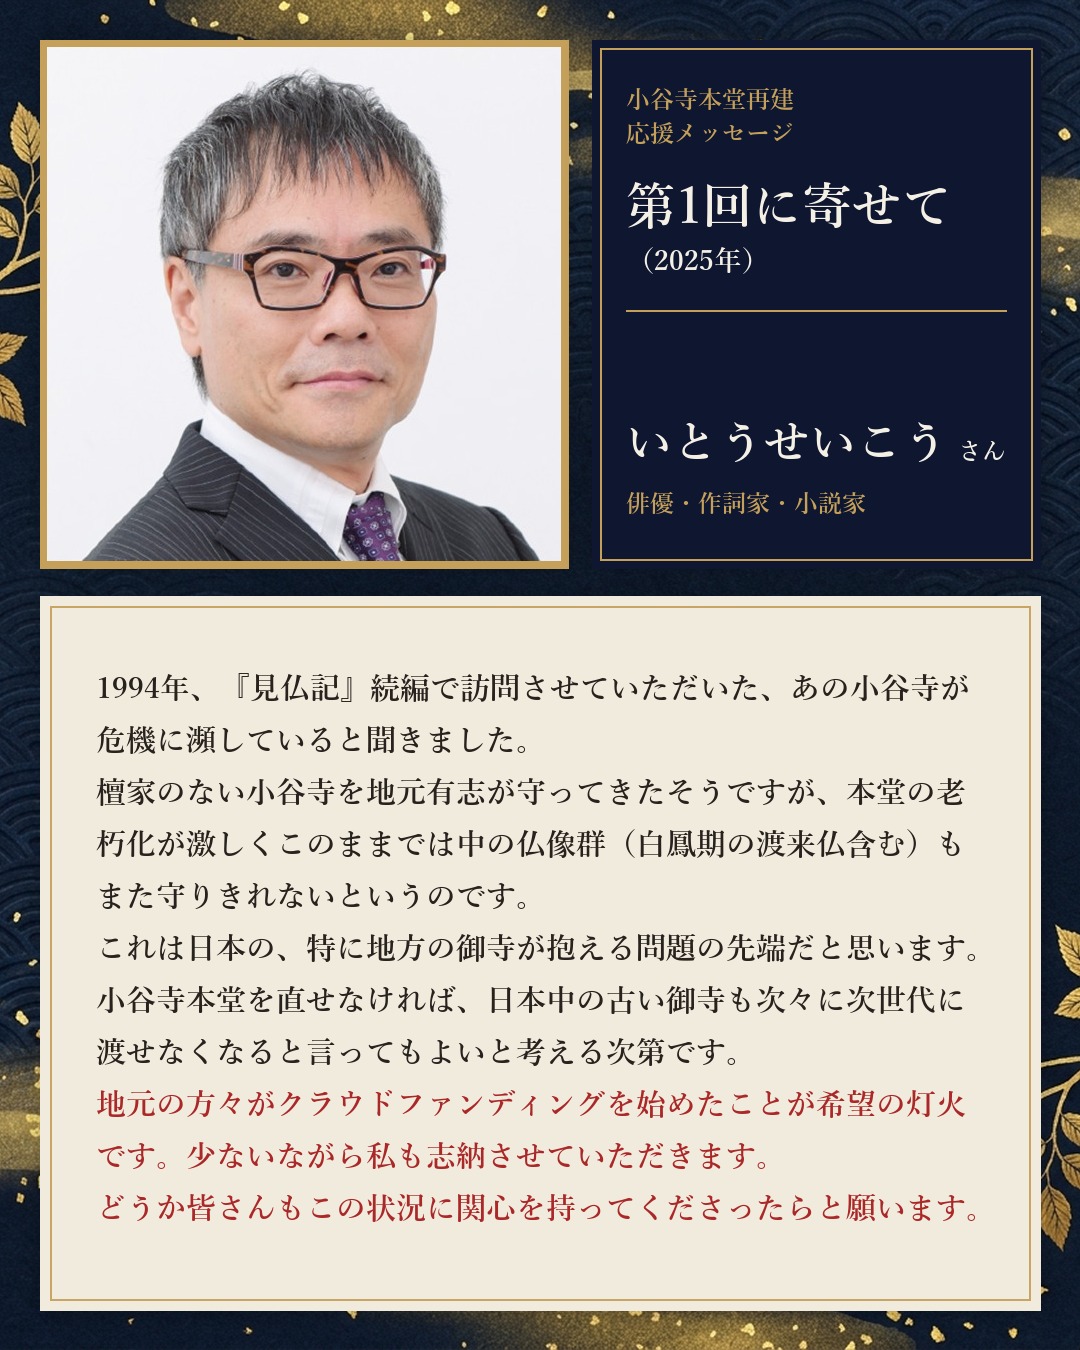 小谷寺本堂再建
応援メッセージ
第1回に寄せて
（2025年）
いとうせいこう さん
俳優・作詞家・小説家
1994年、『見仏記』続編で訪問させていただいた、あの小谷寺が
危機に瀕していると聞きました。
檀家のない小谷寺を地元有志が守ってきたそうですが、本堂の老
朽化が激しくこのままでは中の仏像群（白鳳期の渡来仏含む）も
また守りきれないというのです。
これは日本の、特に地方の御寺が抱える問題の先端だと思います。
小谷寺本堂を直せなければ、日本中の古い御寺も次々に次世代に
渡せなくなると言ってもよいと考える次第です。
地元の方々がクラウドファンディングを始めたことが希望の灯火
です。少ないながら私も志納させていただきます。
どうか皆さんもこの状況に関心を持ってくださったらと願います。